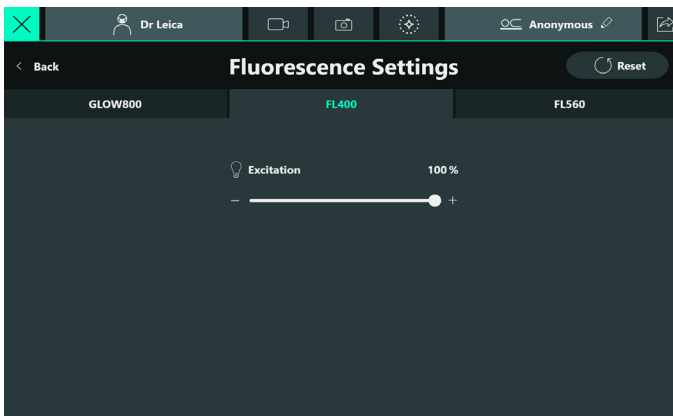 Dr Leica
Anonymous
Back
Fluorescence Settings
Reset
GLOW800
FL400
FL560
Excitation
100 %